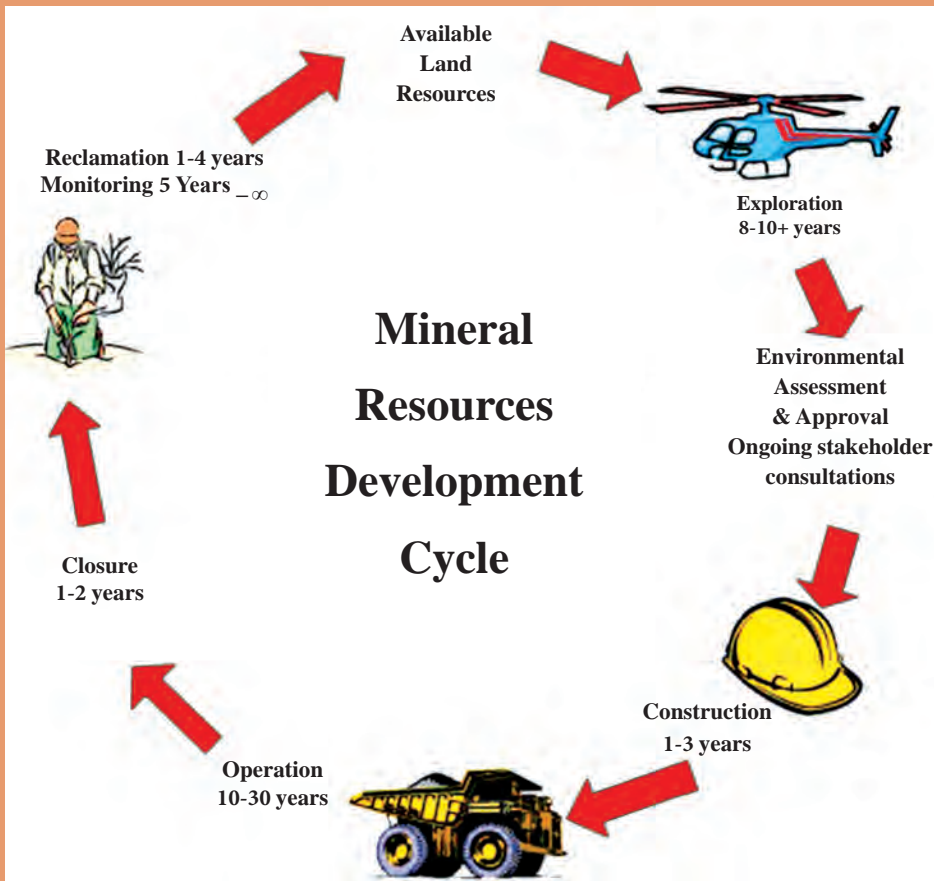 Available
Land
Resources
Exploration
8-10+ years
Environmental
Assessment
& Approval
Ongoing stakeholder
consultations
Construction
1-3 years
Operation
10-30 years
Closure
1-2 years
Reclamation 1-4 years
Monitoring 5 Years _∞
Mineral
Resources
Development
Cycle